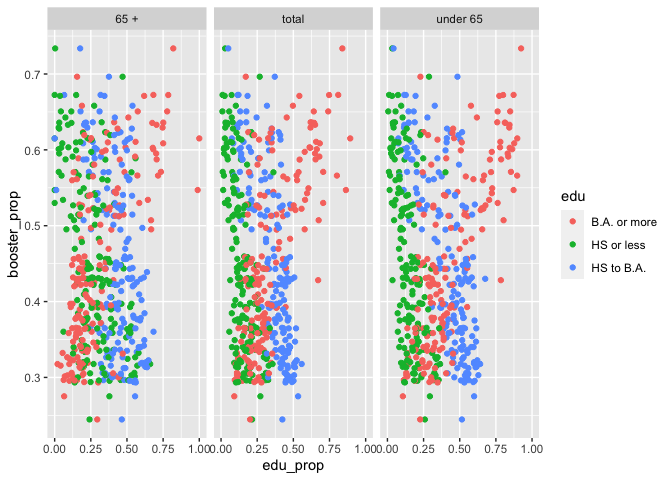 65 +
total
under 65
booster_prop
0.7
0.6
0.5
0.4
0.3
0.00 0.25 0.50 0.75 1.00
0.00 0.25 0.50 0.75 1.00
0.00 0.25 0.50 0.75 1.00
edu_prop
edu
B.A. or more
HS or less
HS to B.A.